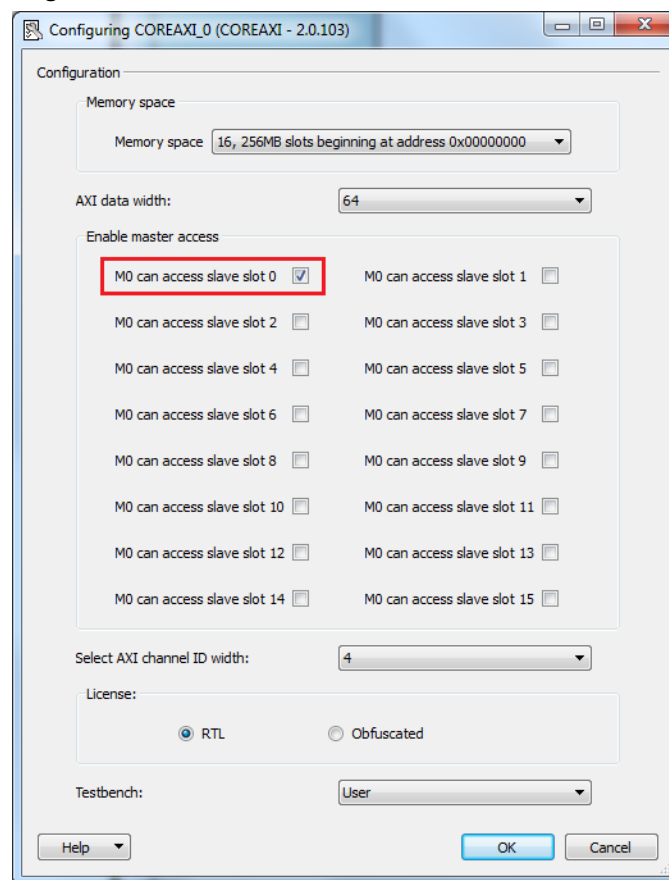 Configuring COREAXI_0 (COREAXI - 2.0.103)
Configuration
Memory space
Memory space 16, 256MB slots beginning at address 0x00000000
AXI data width: 64
Enable master access
M0 can access slave slot 0 M0 can access slave slot 1
M0 can access slave slot 2 M0 can access slave slot 3
M0 can access slave slot 4 M0 can access slave slot 5
M0 can access slave slot 6 M0 can access slave slot 7
M0 can access slave slot 8 M0 can access slave slot 9
M0 can access slave slot 10 M0 can access slave slot 11
M0 can access slave slot 12 M0 can access slave slot 13
M0 can access slave slot 14 M0 can access slave slot 15
Select AXI channel ID width: 4
License:
RTL Obfuscated
Testbench: User
Help OK Cancel